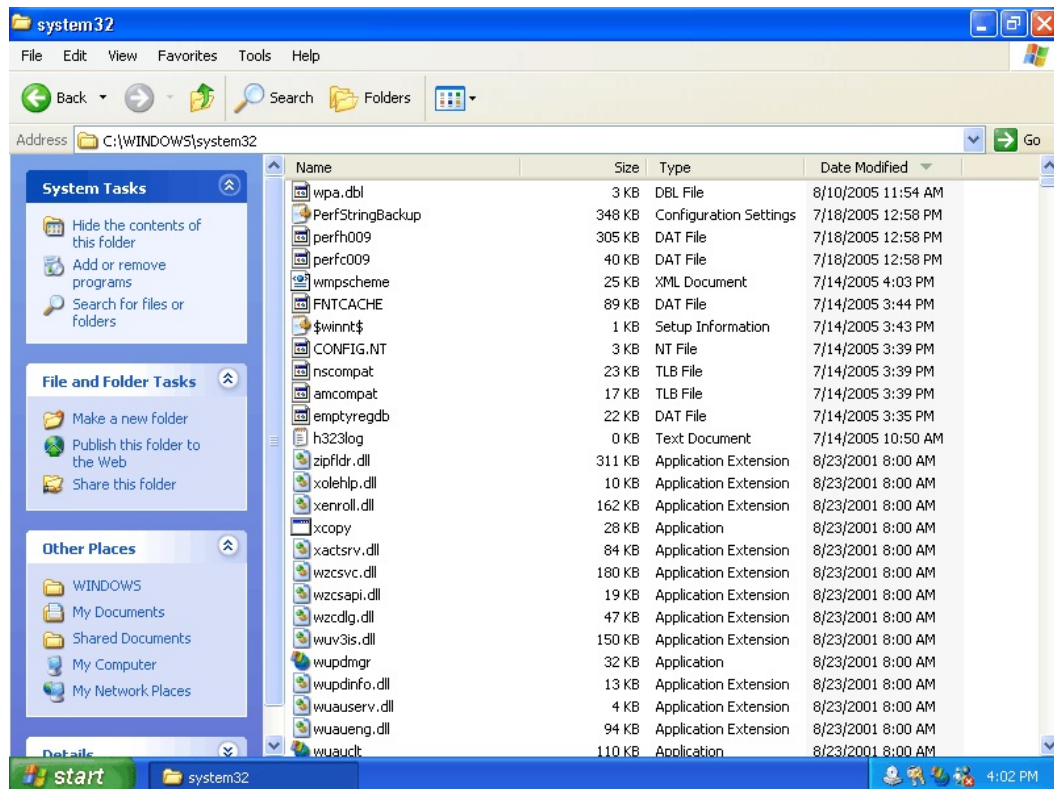 system32
File Edit View Favorites Tools Help
Back Search Folders
Address C:\WINDOWS\system32 Go
System Tasks
Hide the contents of
this folder
Add or remove
programs
Search for files or
folders
File and Folder Tasks
Make a new folder
Publish this folder to
the Web
Share this folder
Other Places
WINDOWS
My Documents
Shared Documents
My Computer
My Network Places
Details
Name Size Type Date Modified
wpa.dbl 3 KB DBL File 8/10/2005 11:54 AM
PerfStringBackup 348 KB Configuration Settings 7/18/2005 12:58 PM
perfh009 305 KB DAT File 7/18/2005 12:58 PM
perfc009 40 KB DAT File 7/18/2005 12:58 PM
wmpscheme 25 KB XML Document 7/14/2005 4:03 PM
FNTCACHE 89 KB DAT File 7/14/2005 3:44 PM
$winnt$ 1 KB Setup Information 7/14/2005 3:43 PM
CONFIG.NT 3 KB NT File 7/14/2005 3:39 PM
nscompat 23 KB TLB File 7/14/2005 3:39 PM
amcompat 17 KB TLB File 7/14/2005 3:39 PM
emptyregdb 22 KB DAT File 7/14/2005 3:35 PM
h323log 0 KB Text Document 7/14/2005 10:50 AM
zipfldr.dll 311 KB Application Extension 8/23/2001 8:00 AM
xolehlp.dll 10 KB Application Extension 8/23/2001 8:00 AM
xenroll.dll 162 KB Application Extension 8/23/2001 8:00 AM
xcopy 28 KB Application 8/23/2001 8:00 AM
xactsrv.dll 84 KB Application Extension 8/23/2001 8:00 AM
wzcsvc.dll 180 KB Application Extension 8/23/2001 8:00 AM
wzcsapi.dll 19 KB Application Extension 8/23/2001 8:00 AM
wzcdlg.dll 47 KB Application Extension 8/23/2001 8:00 AM
wuv3is.dll 150 KB Application Extension 8/23/2001 8:00 AM
wupdmgr 32 KB Application 8/23/2001 8:00 AM
wupdinfo.dll 13 KB Application Extension 8/23/2001 8:00 AM
wuauserv.dll 4 KB Application Extension 8/23/2001 8:00 AM
wuaueng.dll 94 KB Application Extension 8/23/2001 8:00 AM
wuauclt 110 KB Application 8/23/2001 8:00 AM
start system32 4:02 PM